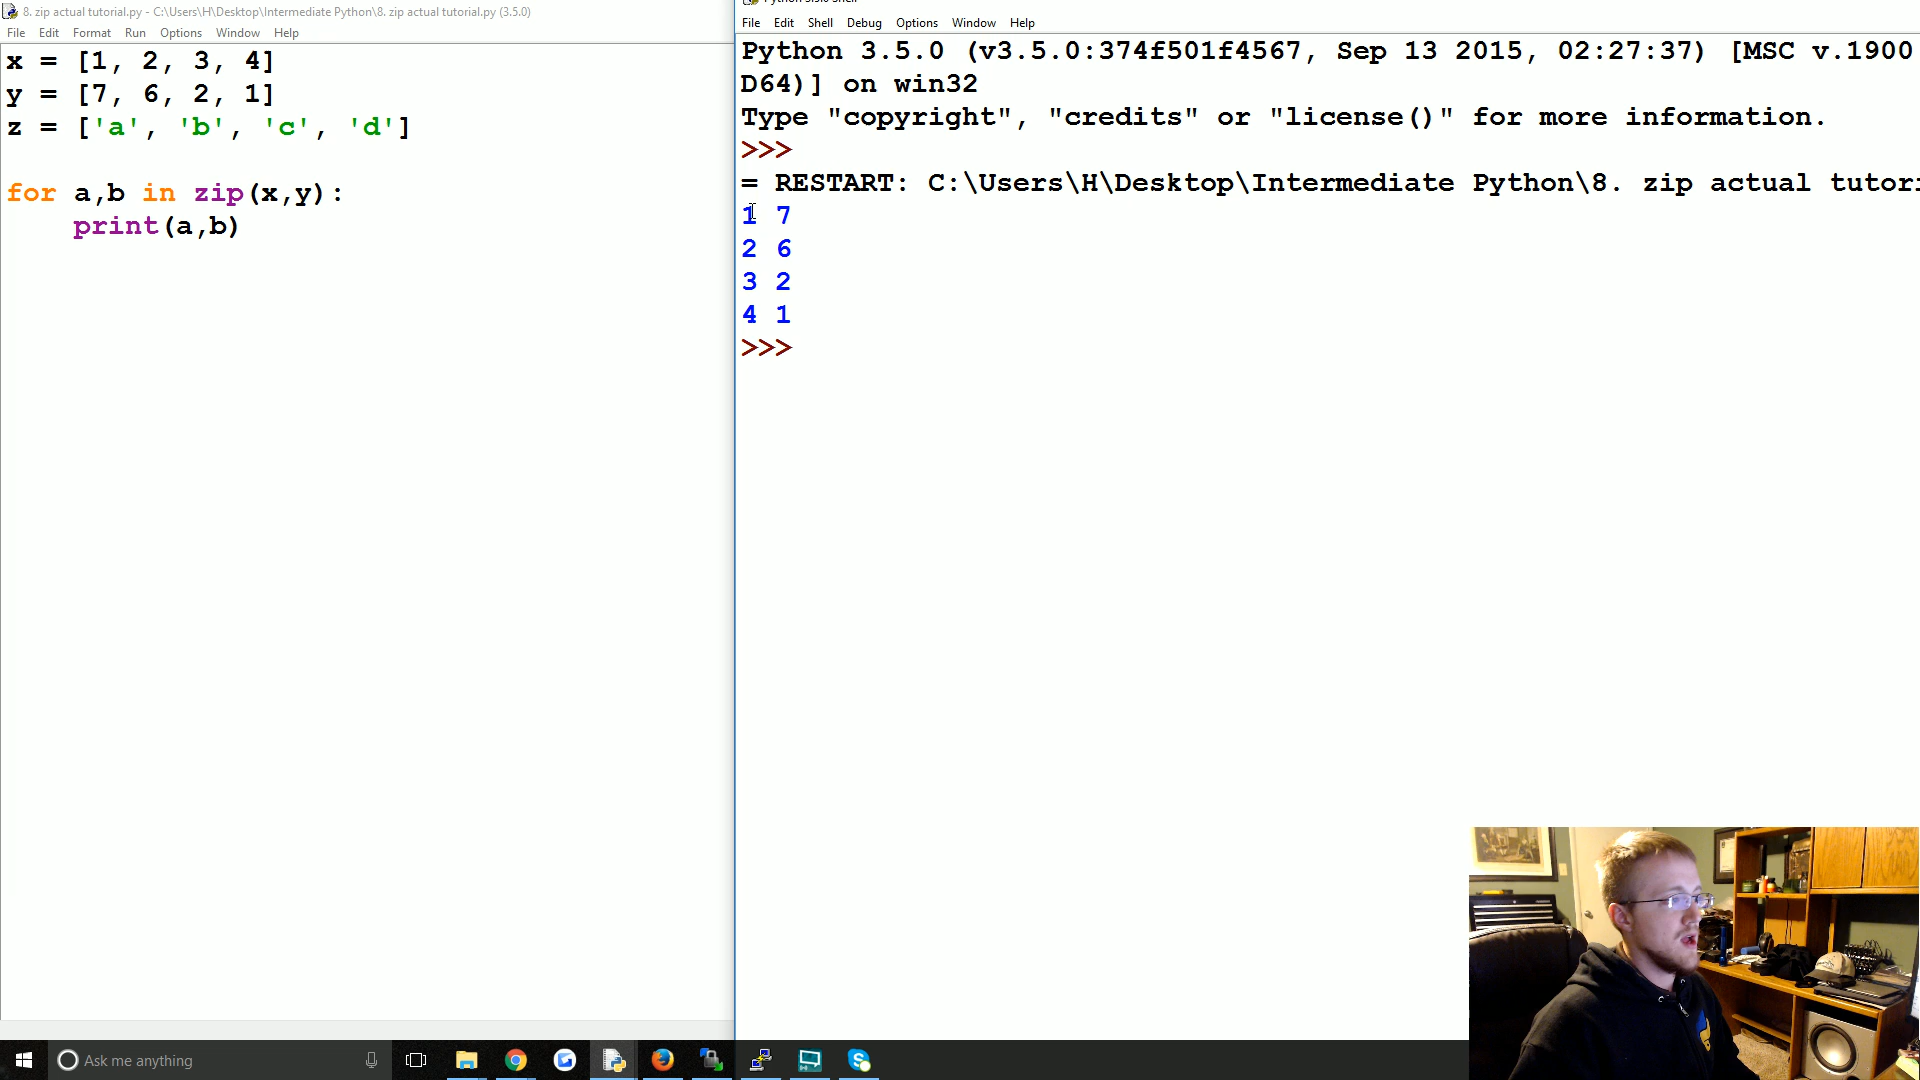 8. zip actual tutorial.py - C:\Users\H\Desktop\Intermediate Python\8. zip actual tutorial.py (3.5.0)
File Edit Format Run Options Window Help
x = [1, 2, 3, 4]
y = [7, 6, 2, 1]
z = ['a', 'b', 'c', 'd']
for a,b in zip(x,y):
print(a,b)
File Edit Shell Debug Options Window Help
Python 3.5.0 (v3.5.0:374f501f4567, Sep 13 2015, 02:27:37) [MSC v.1900
D64)] on win32
Type "copyright", "credits" or "license()" for more information.
>>>
= RESTART: C:\Users\H\Desktop\Intermediate Python\8. zip actual tutori
1 7
2 6
3 2
4 1
>>>
Ask me anything